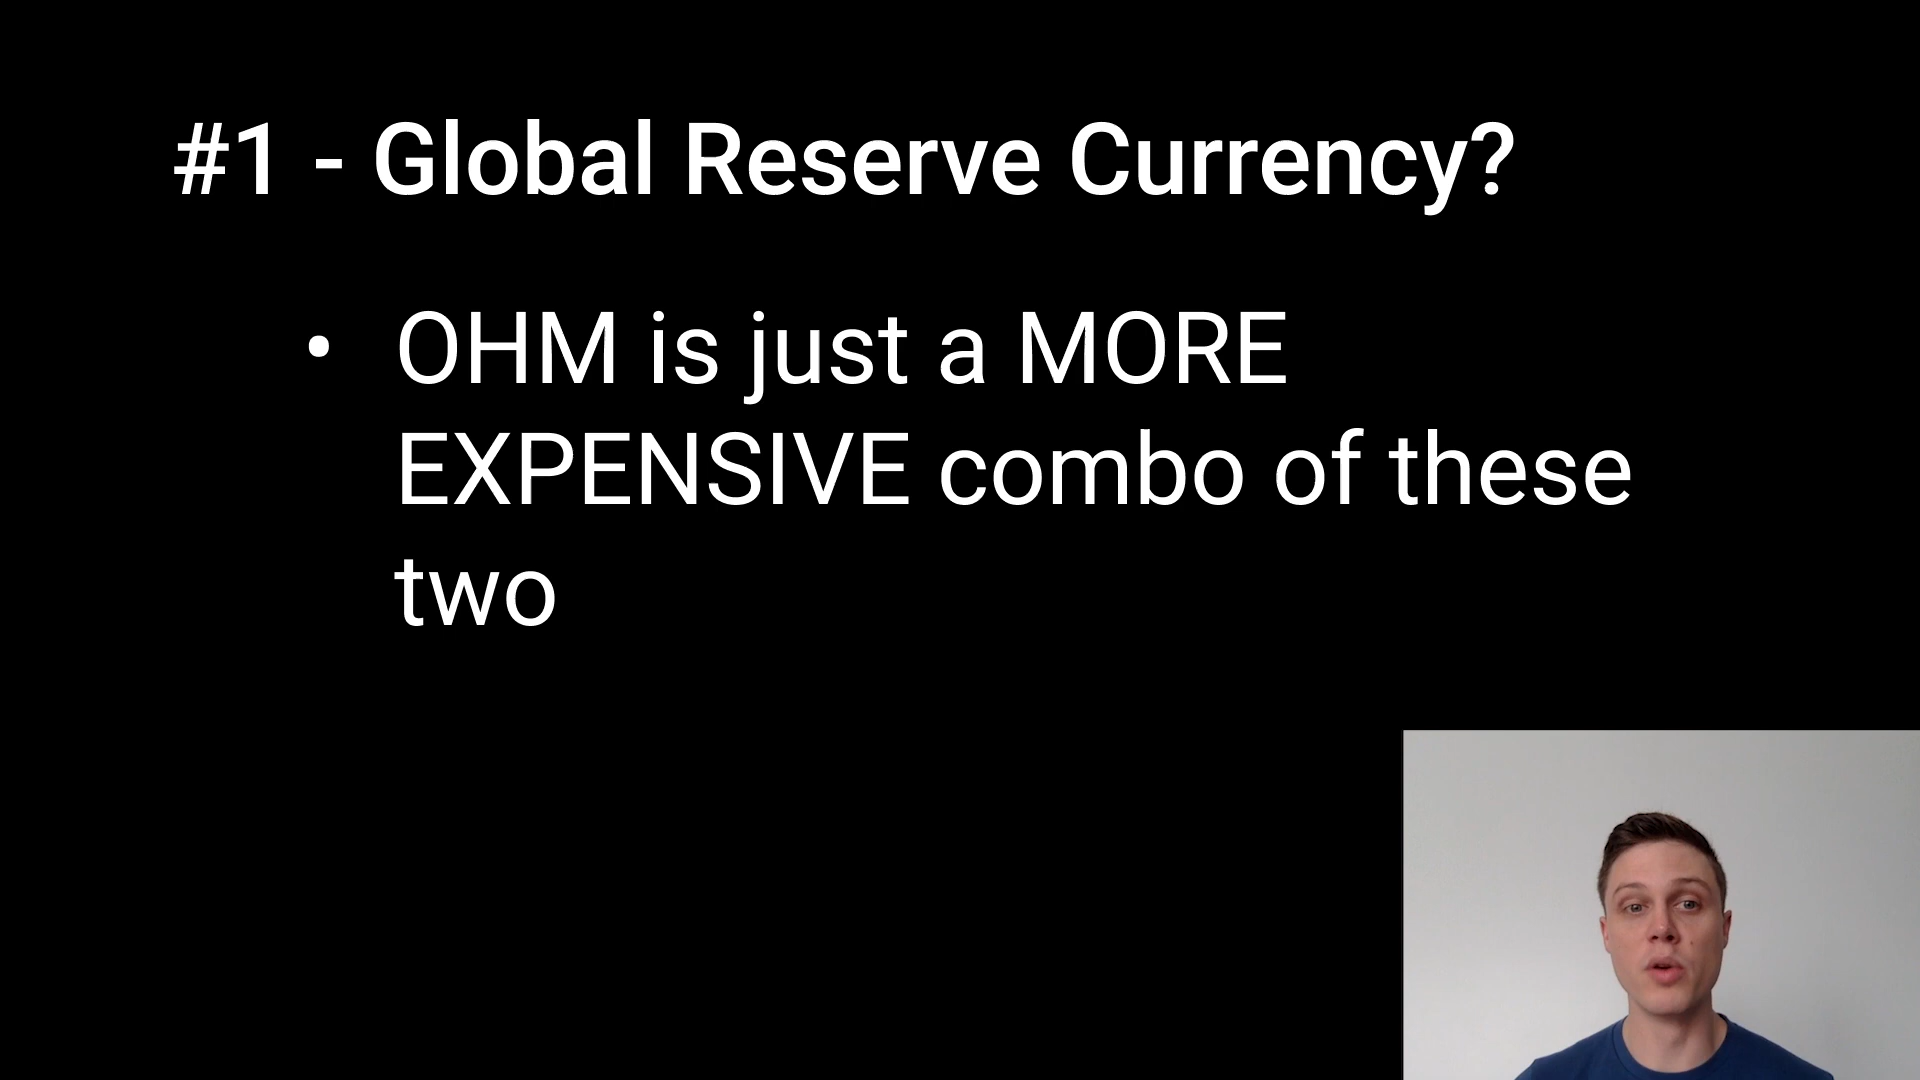 #1 - Global Reserve Currency?
• OHM is just a MORE
EXPENSIVE combo of these
two